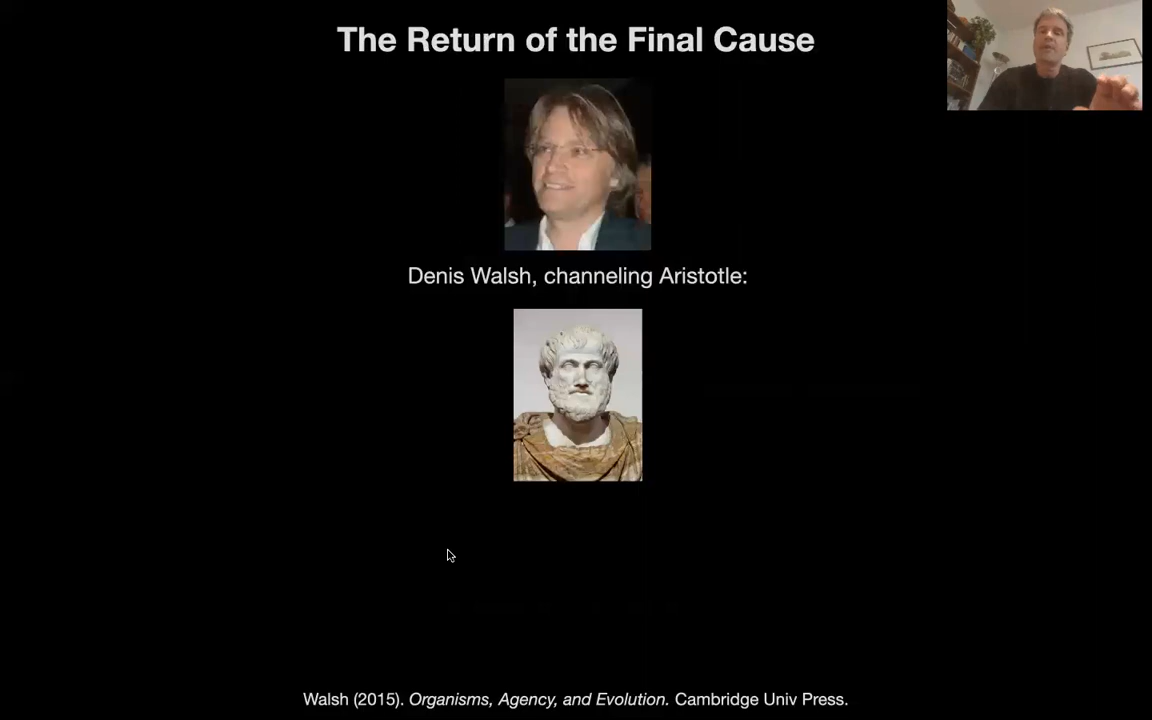 The Return of the Final Cause
Denis Walsh, channeling Aristotle:
Walsh (2015). Organisms, Agency, and Evolution. Cambridge Univ Press.